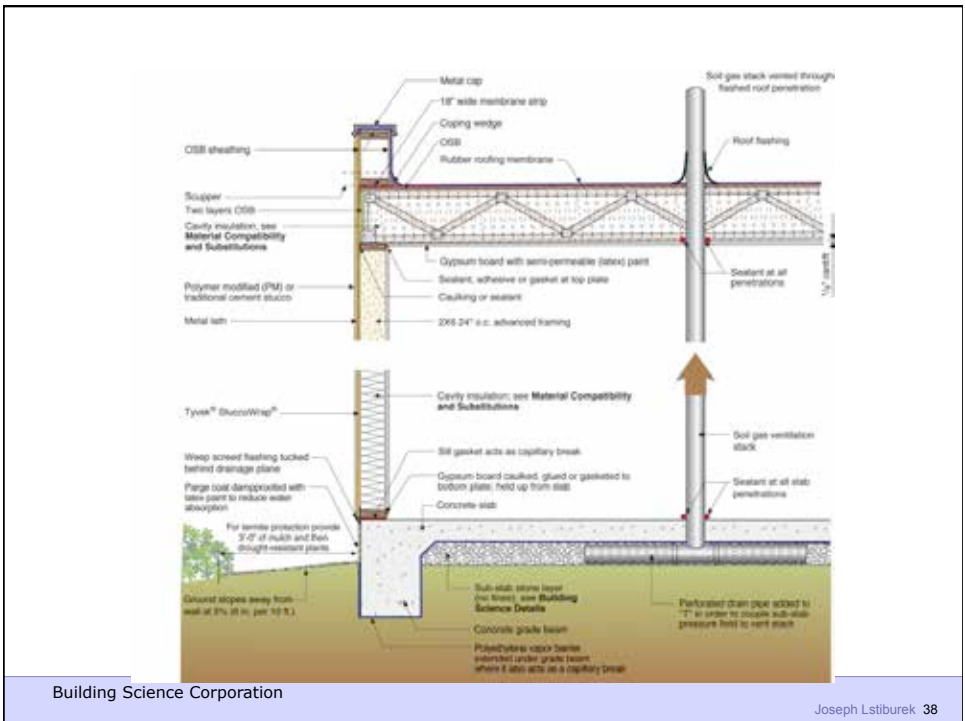 Metal cap
18" wide membrane strip
Coping wedge
OSB
Rubber roofing membrane
Soil gas stack vented through
flashed roof penetration
Roof flashing
OSB sheathing
Scupper
Two layers OSB
Cavity insulation, see
Material Compatibility
and Substitutions
Polymer modified (PM) or
traditional cement stucco
Metal lath
Gypsum board with semi-permeable (latex) paint
Sealant, adhesive or gasket at top plate
Caulking or sealant
2X6 24" o.c. advanced framing
Sealant at all
penetrations
Tyvek® StuccoWrap®
Weep screed flashing tucked
behind drainage plane
Parge coat dampproofed with
latex paint to reduce water
absorption
For termite protection provide
3'-0" of mulch and then
drought-resistant plants
Ground slopes away from
wall at 5% (6 in. per 10 ft.)
Cavity insulation; see Material Compatibility
and Substitutions
Sill gasket acts as capillary break
Gypsum board caulked, glued or gasketed to
bottom plate; held up from slab
Concrete slab
Soil gas ventilation
stack
Sealant at all slab
penetrations
Sub-slab stone layer
(no fines), see Building
Science Details
Concrete grade beam
Polyethylene vapor barrier
extended under grade beam
where it also acts as a capillary break
Perforated drain pipe added to
"T" in order to couple sub-slab
pressure field to vent stack
Building Science Corporation
Joseph Lstiburek 38